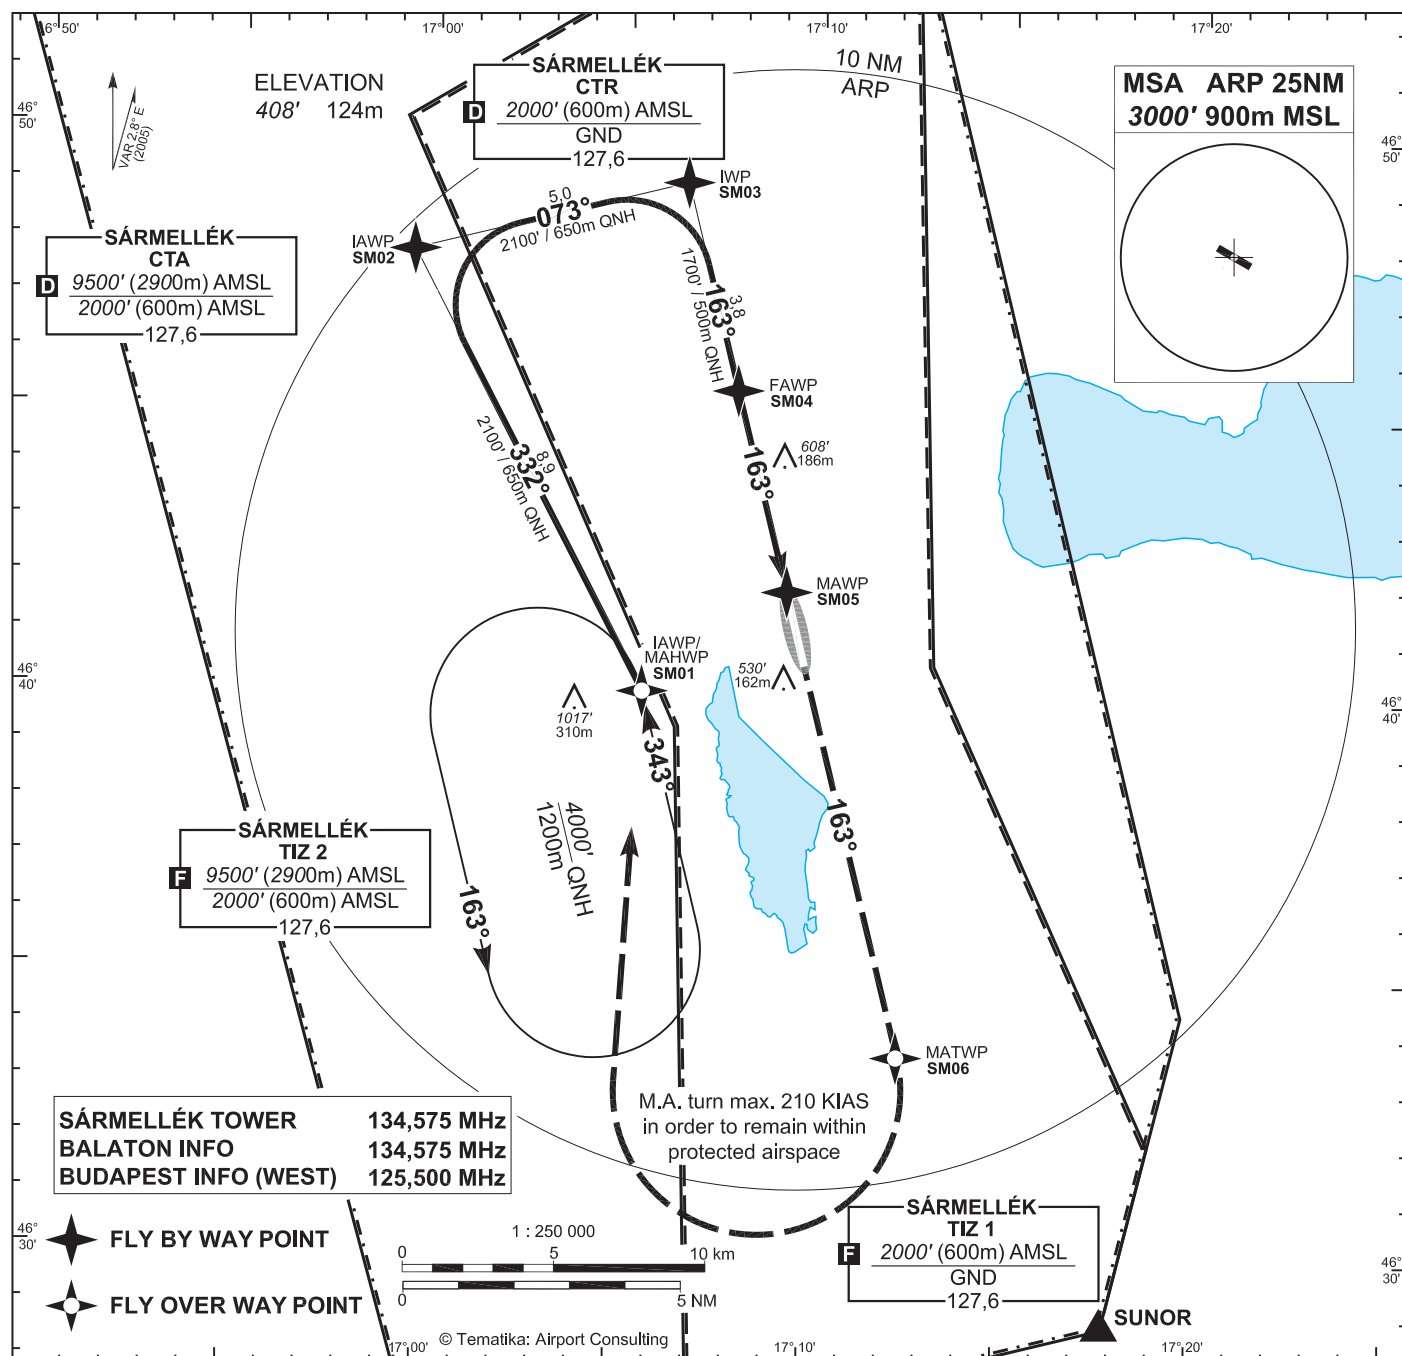 16°50'
17°00'
17°10'
17°20'
46°
50'
VAR 2,8° E
(2005)
ELEVATION
408' 124m
SÁRMELLÉK
CTR
D
2000' (600m) AMSL
GND
127,6
10 NM
ARP
MSA ARP 25NM
3000' 900m MSL
46°
50'
IWP
SM03
5,0
073°
2100' / 650m QNH
IAWP
SM02
SÁRMELLÉK
CTA
D
9500' (2900m) AMSL
2000' (600m) AMSL
127,6
3,8
163°
1700' / 500m QNH
FAWP
SM04
8,9
332°
2100' / 650m QNH
163°
608'
186m
MAWP
SM05
IAWP/
MAHWP
SM01
530'
162m
46°
40'
46°
40'
1017'
310m
343°
4000'
1200m
QNH
163°
163°
SÁRMELLÉK
TIZ 2
F
9500' (2900m) AMSL
2000' (600m) AMSL
127,6
MATWP
SM06
M.A. turn max. 210 KIAS
in order to remain within
protected airspace
SÁRMELLÉK TOWER 134,575 MHz
BALATON INFO 134,575 MHz
BUDAPEST INFO (WEST) 125,500 MHz
46°
30'
46°
30'
FLY BY WAY POINT
FLY OVER WAY POINT
1 : 250 000
0 5 10 km
0 5 NM
SÁRMELLÉK
TIZ 1
F
2000' (600m) AMSL
GND
127,6
SUNOR
© Tematika: Airport Consulting
17°00'
17°10'
17°20'